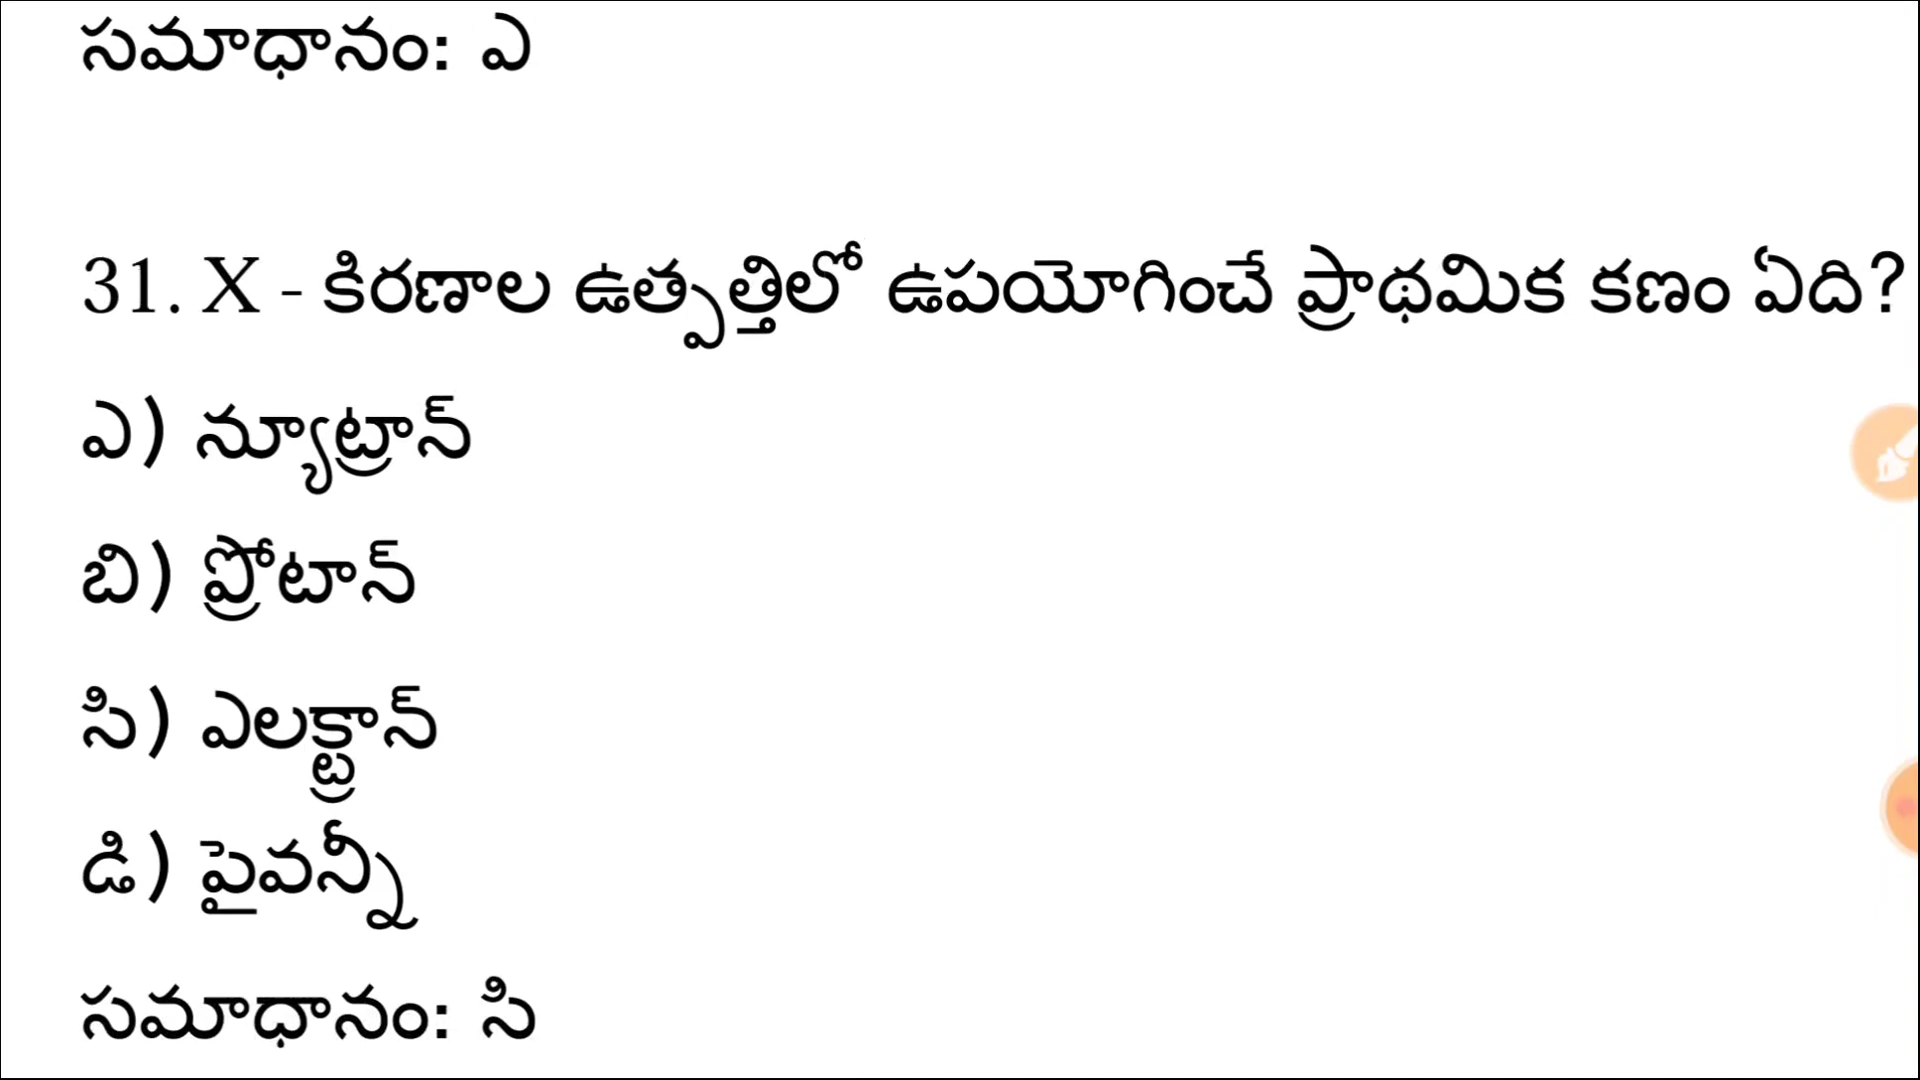 సమాధానం: ఎ
31. X - కిరణాల ఉత్పత్తిలో ఉపయోగించే ప్రాథమిక కణం ఏది?
ఎ) న్యూట్రాన్
బి) ప్రోటాన్
సి) ఎలక్ట్రాన్
డి) పైవన్నీ
సమాధానం: సి